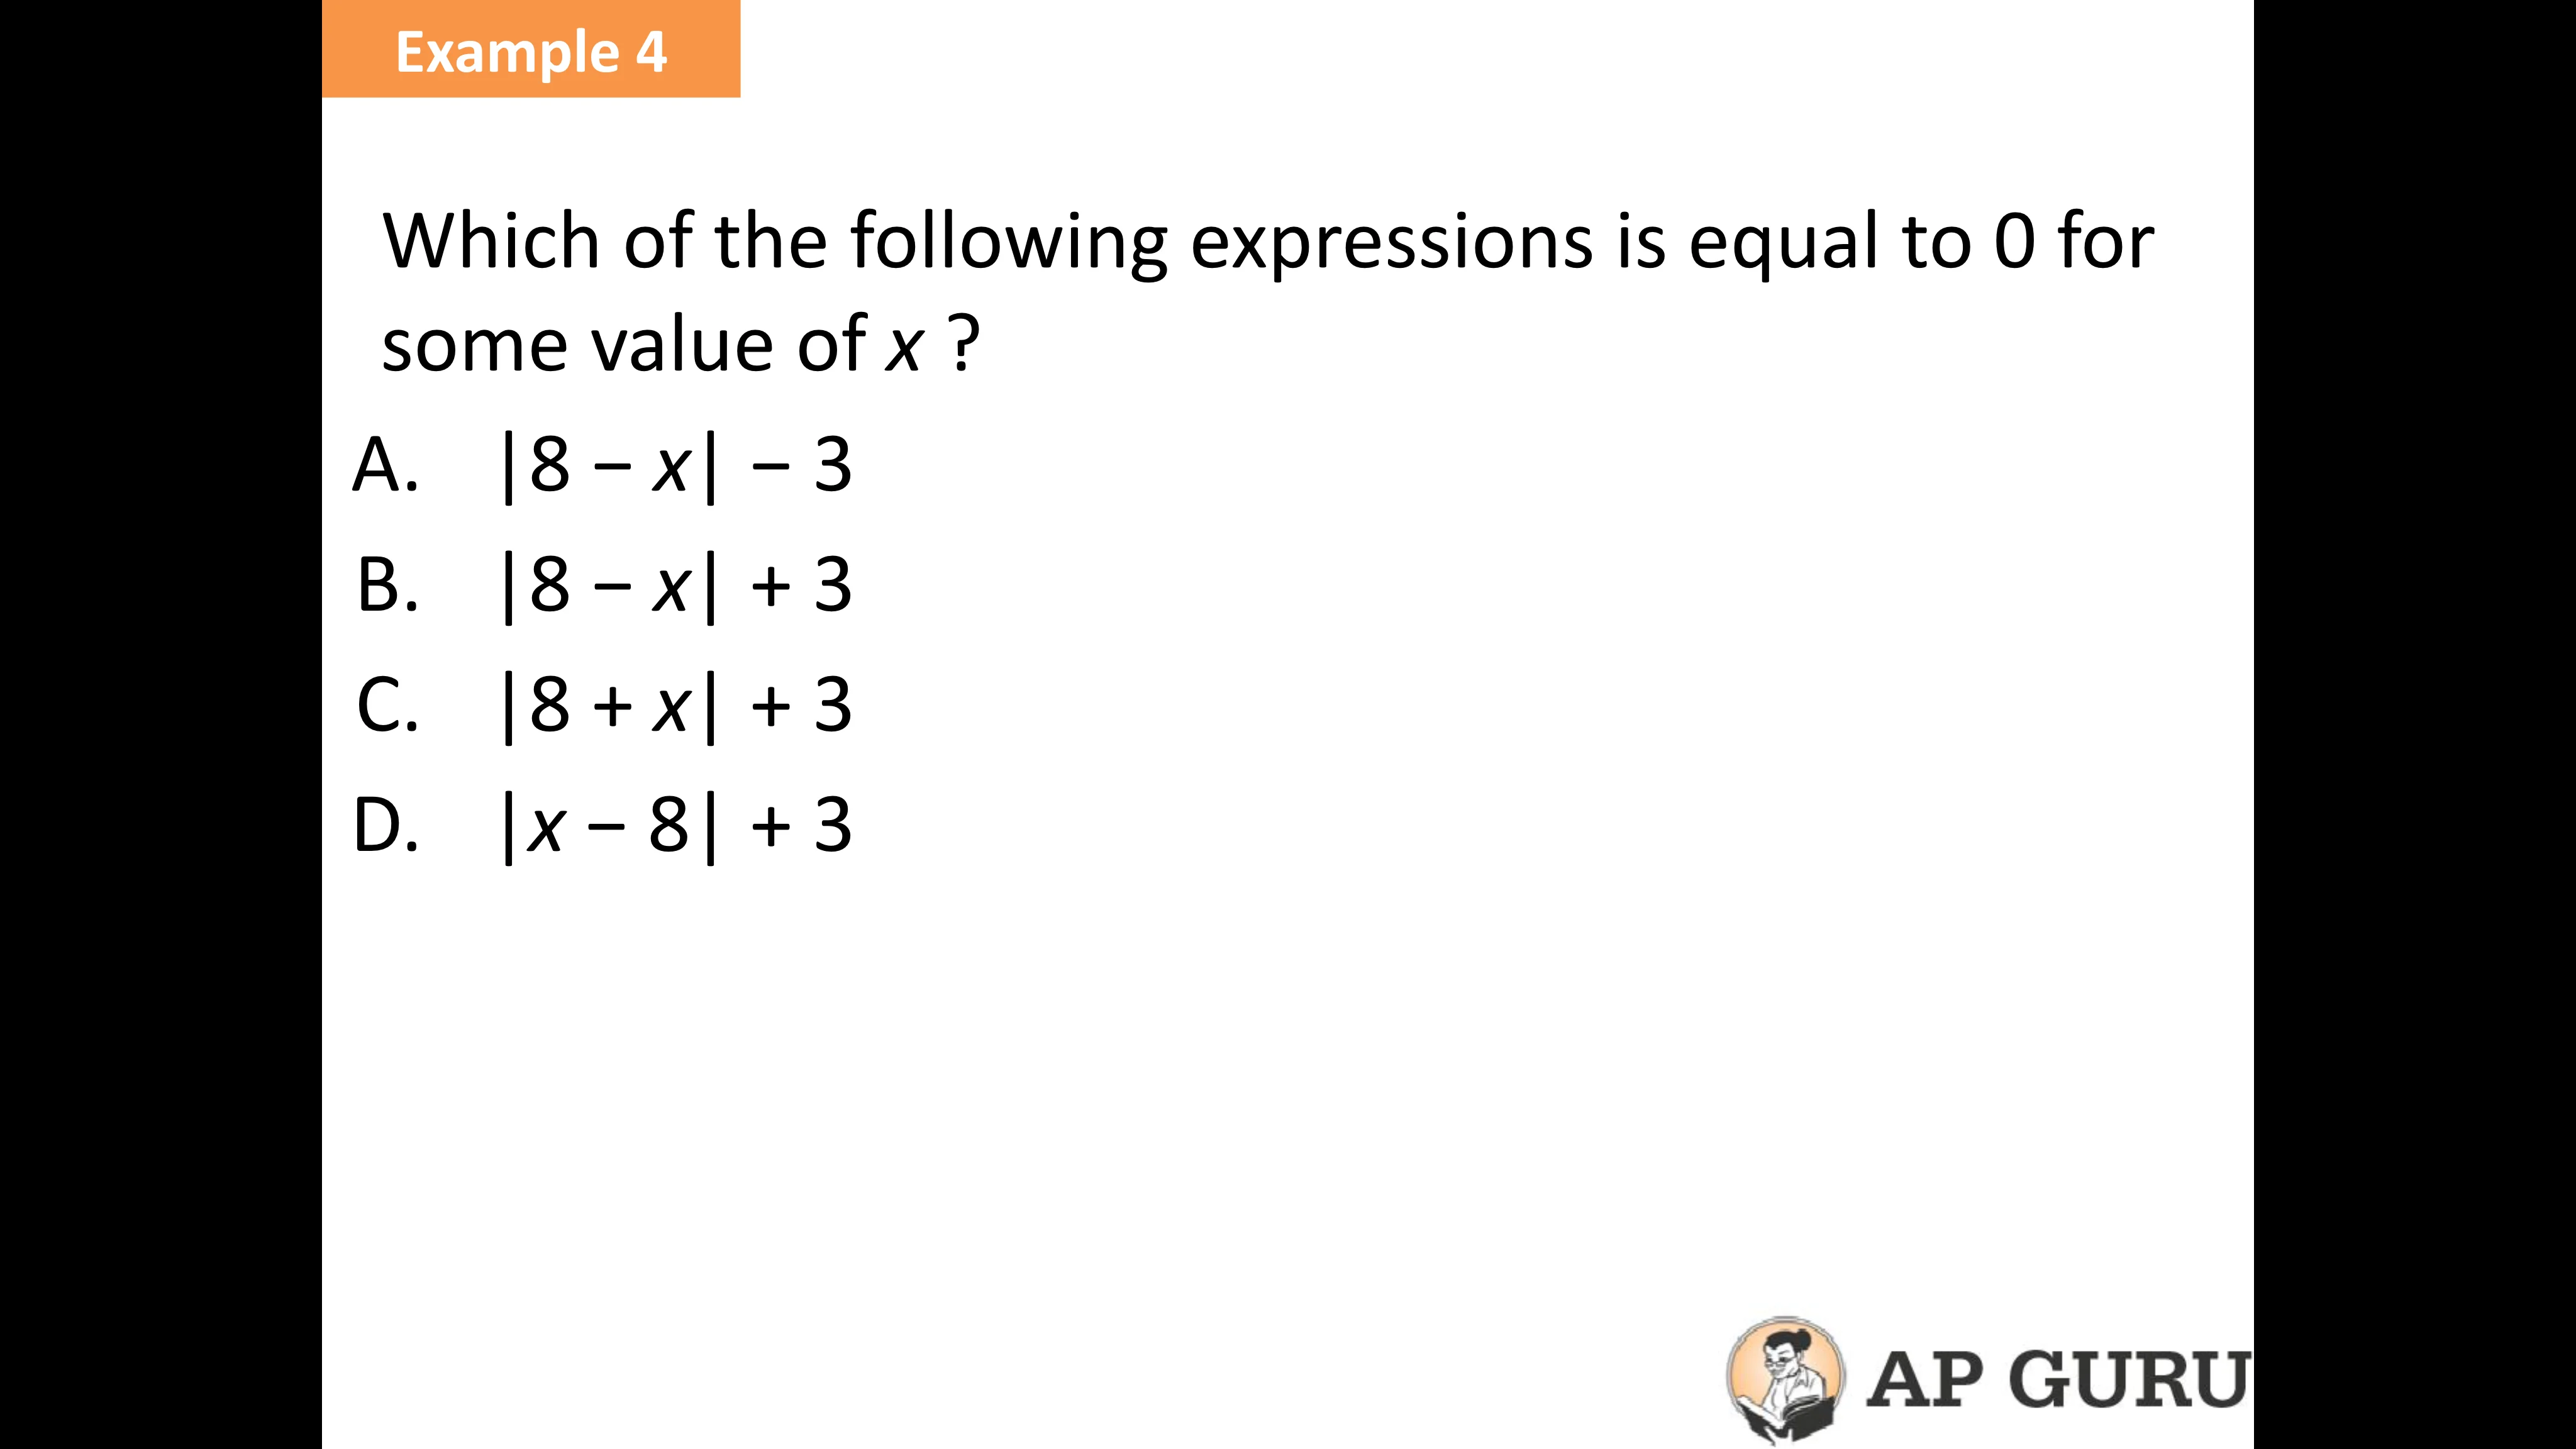 Example 4
Which of the following expressions is equal to 0 for
some value of x ?
A. |8 – x| – 3
B. |8 – x| + 3
C. |8 + x| + 3
D. |x – 8| + 3
AP GURU